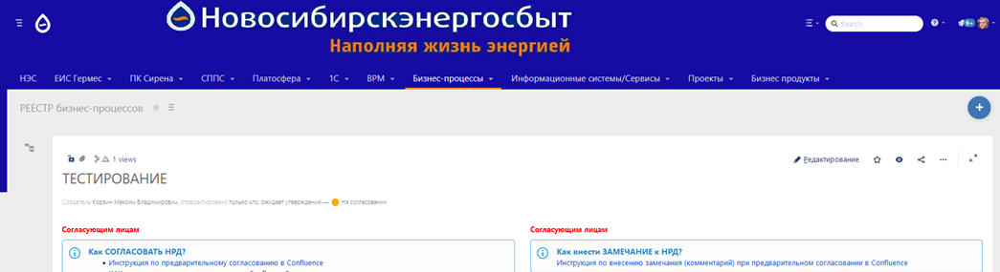 Новосибирскэнергосбыт
Наполняя жизнь энергией
Search
9+
НЭС ЕИС Гермес ПК Сирена СППС Платосфера 1С ВРМ Бизнес-процессы Информационные системы/Сервисы Проекты Бизнес продукты
РЕЕСТР бизнес-процессов
1 views
Редактирование
ТЕСТИРОВАНИЕ
Создатель Корзин Максим Владимирович, отредактировано только что, ожидает утверждения — На согласовании
Согласующим лицам
Как СОГЛАСОВАТЬ НРД?
Инструкция по предварительному согласованию в Confluence
Согласующим лицам
Как внести ЗАМЕЧАНИЕ к НРД?
Инструкция по внесению замечания (комментарий) при предварительном согласовании в Confluence